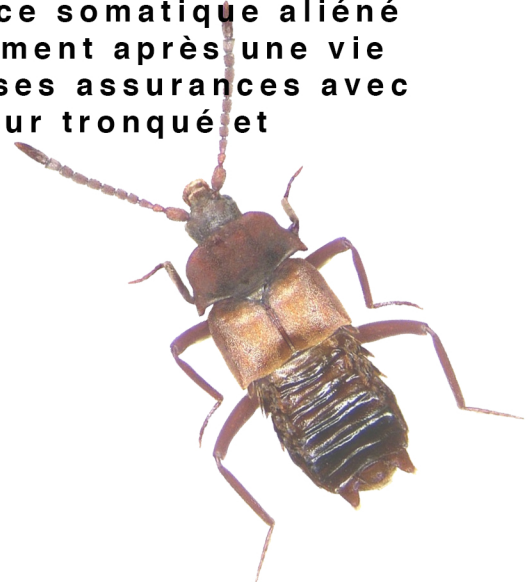 ce somatique aliéné
ment après une vie
ses assurances avec
ur tronqué et